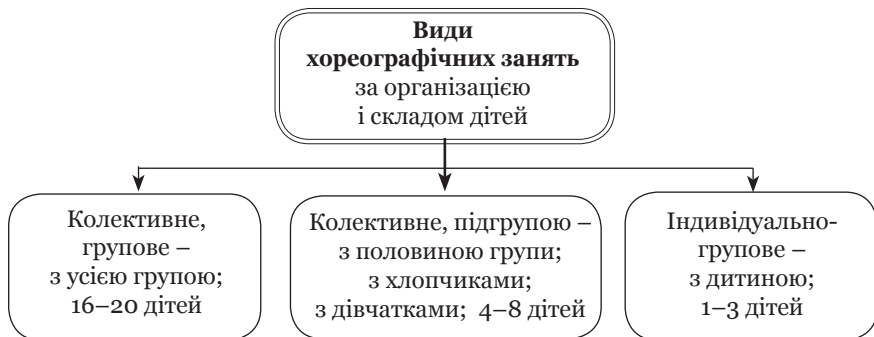 Види
хореографічних занять
за організацією
і складом дітей
Колективне,
групове –
з усією групою;
16–20 дітей
Колективне, підгрупою –
з половиною групи;
з хлопчиками;
з дівчатками; 4–8 дітей
Індивідуально-
групове –
з дитиною;
1–3 дітей